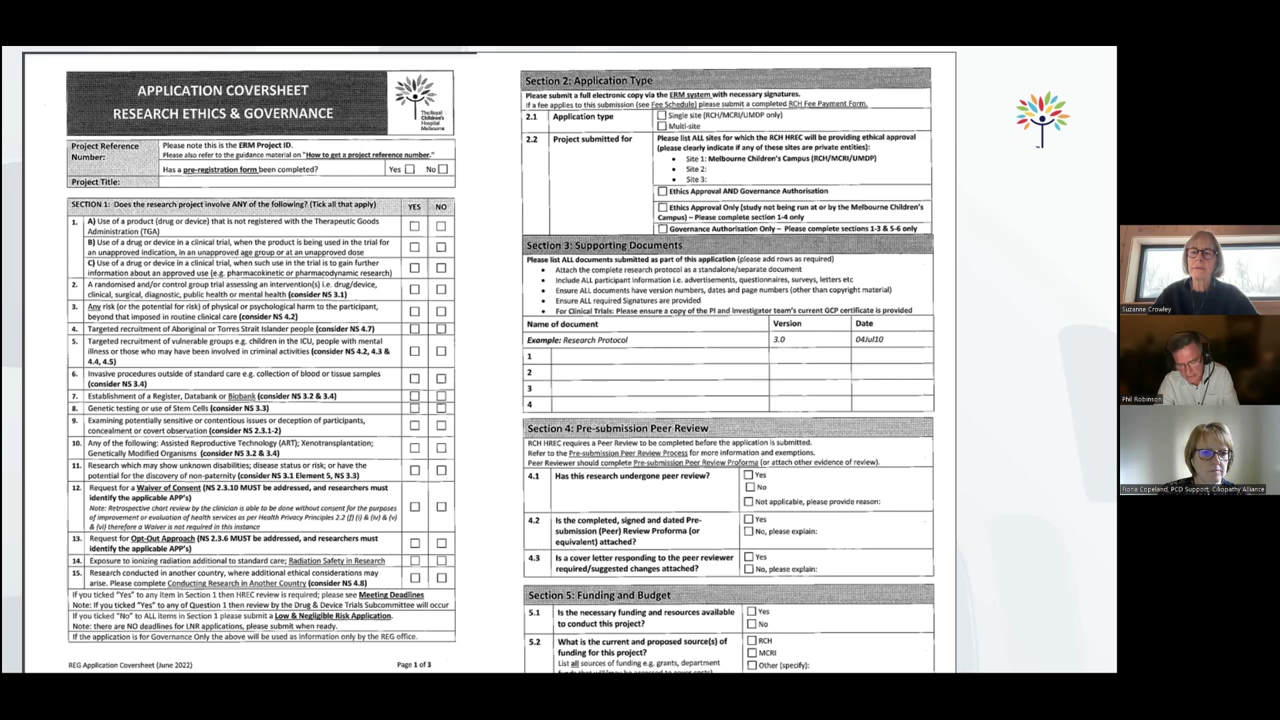 APPLICATION COVERSHEET
RESEARCH ETHICS & GOVERNANCE
The Royal
Children's
Hospital
Melbourne
Project Reference
Number:
Please note this is the ERM Project ID.
Please also refer to the guidance material on "How to get a project reference number."
Has a pre-registration form been completed? Yes No
Project Title:
SECTION 1: Does the research project involve ANY of the following? (Tick all that apply) YES NO
1. A) Use of a product (drug or device) that is not registered with the Therapeutic Goods
Administration (TGA)
B) Use of a drug or device in a clinical trial, when the product is being used in the trial for
an unapproved indication, in an unapproved age group or at an unapproved dose
C) Use of a drug or device in a clinical trial, when such use in the trial is to gain further
information about an approved use (e.g. pharmacokinetic or pharmacodynamic research)
2. A randomised and/or control group trial assessing an intervention(s) i.e. drug/device,
clinical, surgical, diagnostic, public health or mental health (consider NS 3.1)
3. Any risk (or the potential for risk) of physical or psychological harm to the participant,
beyond that imposed in routine clinical care (consider NS 4.2)
4. Targeted recruitment of Aboriginal or Torres Strait Islander people (consider NS 4.7)
5. Targeted recruitment of vulnerable groups e.g. children in the ICU, people with mental
illness or those who may have been involved in criminal activities (consider NS 4.2, 4.3 &
4.4, 4.5)
6. Invasive procedures outside of standard care e.g. collection of blood or tissue samples
(consider NS 3.4)
7. Establishment of a Register, Databank or Biobank (consider NS 3.2 & 3.4)
8. Genetic testing or use of Stem Cells (consider NS 3.3)
9. Examining potentially sensitive or contentious issues or deception of participants,
concealment or covert observation (consider NS 2.3.1-2)
10. Any of the following: Assisted Reproductive Technology (ART); Xenotransplantation;
Genetically Modified Organisms (consider NS 3.2 & 3.4)
11. Research which may show unknown disabilities; disease status or risk; or have the
potential for the discovery of non-paternity (consider NS 3.1 Element 5, NS 3.3)
12. Request for a Waiver of Consent (NS 2.3.10 MUST be addressed, and researchers must
identify the applicable APP's)
Note: Retrospective chart review by the clinician is able to be done without consent for the purposes
of improvement or evaluation of health services as per Health Privacy Principles 2.2 (f) (i) & (iv) & (v)
& (vi) therefore a Waiver is not required in this instance
13. Request for Opt-Out Approach (NS 2.3.6 MUST be addressed, and researchers must
identify the applicable APP's)
14. Exposure to ionizing radiation additional to standard care; Radiation Safety in Research
15. Research conducted in another country, where additional ethical considerations may
arise. Please complete Conducting Research in Another Country (consider NS 4.8)
If you ticked "Yes" to any item in Section 1 then HREC review is required; please see Meeting Deadlines
Note: If you ticked "Yes" to any of Question 1 then review by the Drug & Device Trials Subcommittee will occur
If you ticked "No" to ALL items in Section 1 please submit a Low & Negligible Risk Application.
Note: there are NO deadlines for LNR applications, please submit when ready.
If the application is for Governance Only the above will be used as information only by the REG office.
REG Application Coversheet (June 2022) Page 1 of 3
Section 2: Application Type
Please submit a full electronic copy via the ERM system with necessary signatures.
If a fee applies to this submission (see Fee Schedule) please submit a completed RCH Fee Payment Form.
2.1 Application type Single site (RCH/MCRI/UMDP only)
Multi-site
2.2 Project submitted for Please list ALL sites for which the RCH HREC will be providing ethical approval
(please clearly indicate if any of these sites are private entities):
• Site 1: Melbourne Children's Campus (RCH/MCRI/UMDP)
• Site 2:
• Site 3:
Ethics Approval AND Governance Authorisation
Ethics Approval Only (study not being run at or by the Melbourne Children's
Campus) – Please complete section 1-4 only
Governance Authorisation Only – Please complete sections 1-3 & 5-6 only
Section 3: Supporting Documents
Please list ALL documents submitted as part of this application (please add rows as required)
• Attach the complete research protocol as a standalone/separate document
• Include ALL participant information i.e. advertisements, questionnaires, surveys, letters etc
• Ensure ALL documents have version numbers, dates and page numbers (other than copyright material)
• Ensure ALL required Signatures are provided
• For Clinical Trials: Please ensure a copy of the PI and Investigator team's current GCP certificate is provided
Name of document Version Date
Example: Research Protocol 3.0 04Jul10
1
2
3
4
Section 4: Pre-submission Peer Review
RCH HREC requires a Peer Review to be completed before the application is submitted.
Refer to the Pre-submission Peer Review Process for more information and exemptions.
Peer Reviewer should complete Pre-submission Peer Review Proforma (or attach other evidence of review).
4.1 Has this research undergone peer review? Yes
No
Not applicable, please provide reason:
4.2 Is the completed, signed and dated Pre-
submission (Peer) Review Proforma (or
equivalent) attached?
Yes
No, please explain:
4.3 Is a cover letter responding to the peer reviewer
required/suggested changes attached?
Yes
No, please explain:
Section 5: Funding and Budget
5.1 Is the necessary funding and resources available
to conduct this project?
Yes
No
5.2 What is the current and proposed source(s) of
funding for this project?
List all sources of funding e.g. grants, department
RCH
MCRI
Other (specify):
Suzanne Crowley
Phil Robinson
Fiona Copeland, PCD Support, Ciliopathy Alliance